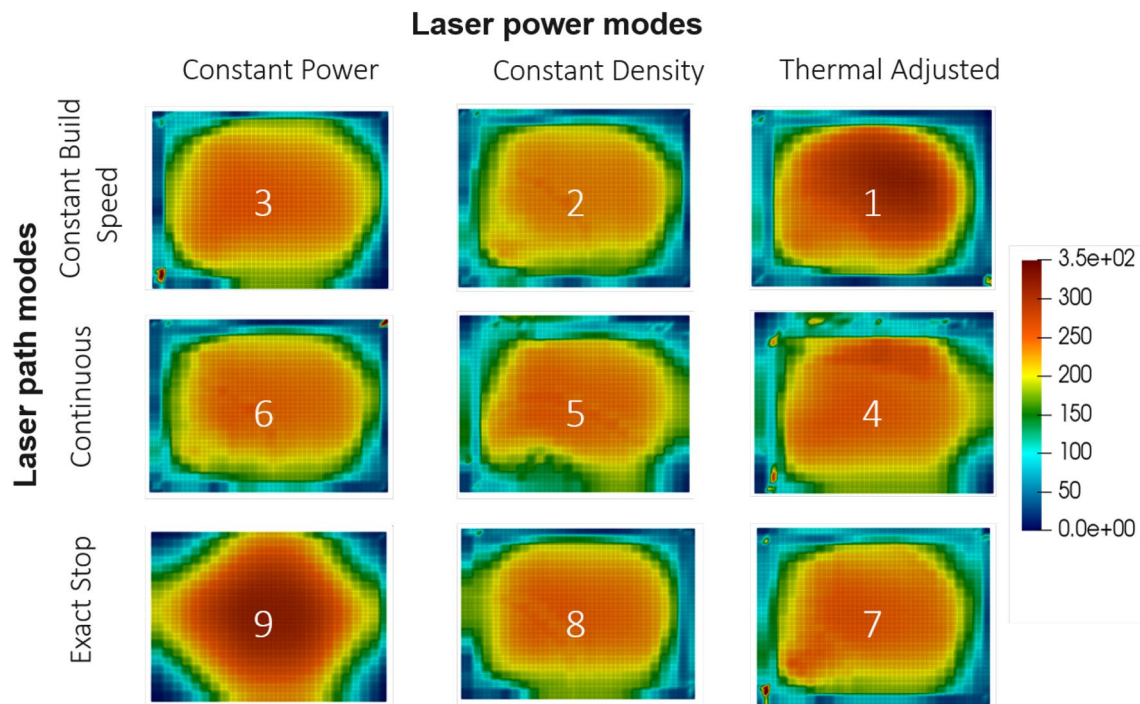 Laser power modes
Constant Power
Constant Density
Thermal Adjusted
Laser path modes
Constant Build
Speed
3
2
1
Continuous
6
5
4
Exact Stop
9
8
7
3.5e+02
300
250
200
150
100
50
0.0e+00